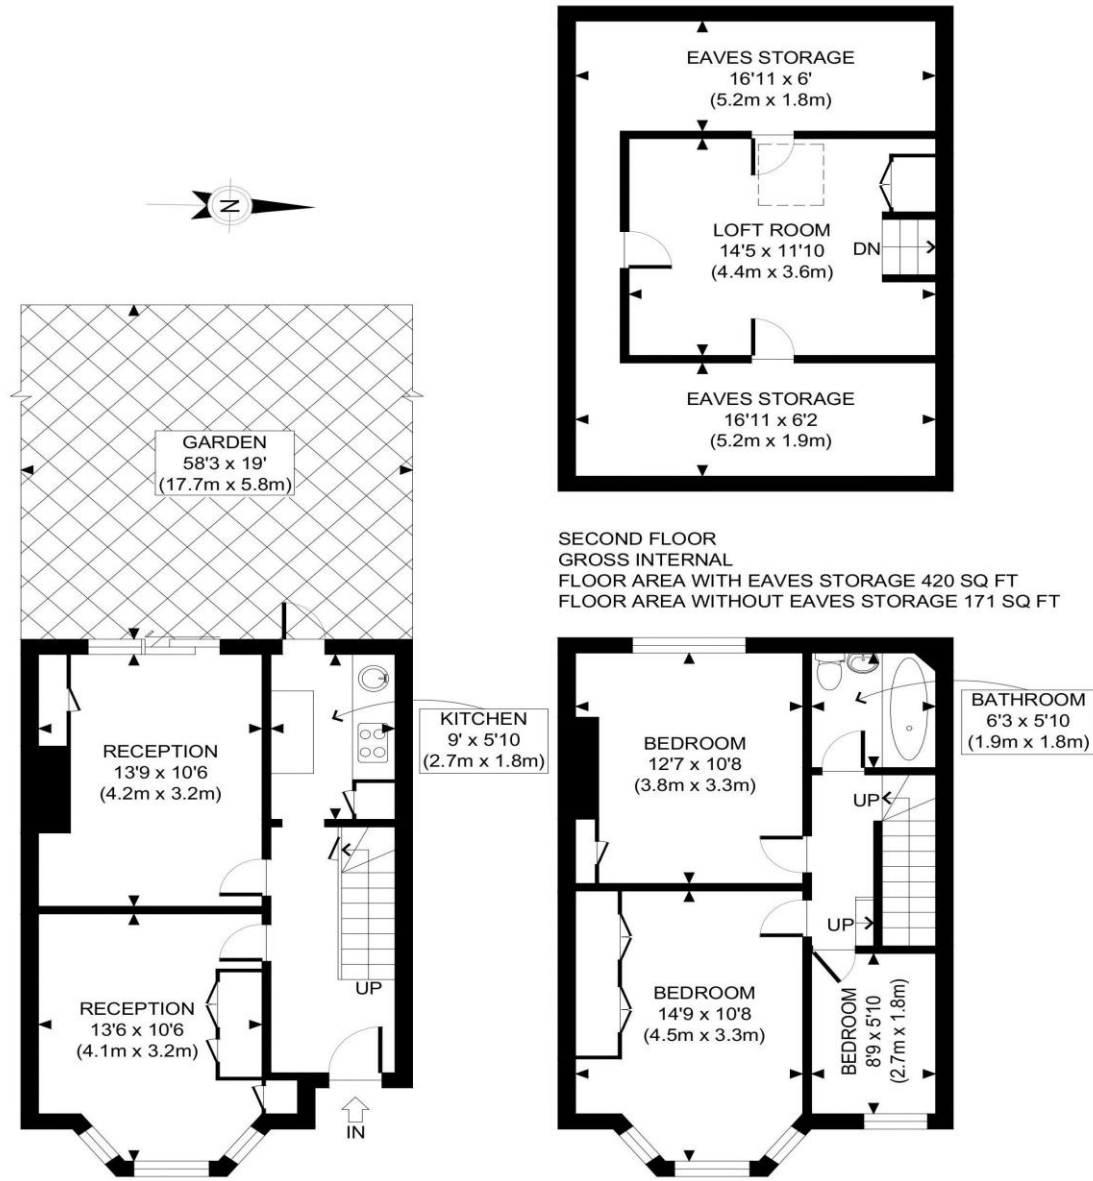 EAVES STORAGE
16'11 x 6'
(5.2m x 1.8m)
N
LOFT ROOM
14'5 x 11'10
(4.4m x 3.6m)
DN
EAVES STORAGE
16'11 x 6'2
(5.2m x 1.9m)
GARDEN
58'3 x 19'
(17.7m x 5.8m)
SECOND FLOOR
GROSS INTERNAL
FLOOR AREA WITH EAVES STORAGE 420 SQ FT
FLOOR AREA WITHOUT EAVES STORAGE 171 SQ FT
RECEPTION
13'9 x 10'6
(4.2m x 3.2m)
KITCHEN
9' x 5'10
(2.7m x 1.8m)
UP
RECEPTION
13'6 x 10'6
(4.1m x 3.2m)
IN
BEDROOM
12'7 x 10'8
(3.8m x 3.3m)
BATHROOM
6'3 x 5'10
(1.9m x 1.8m)
UP
UP
BEDROOM
14'9 x 10'8
(4.5m x 3.3m)
BEDROOM
8'9 x 5'10
(2.7m x 1.8m)